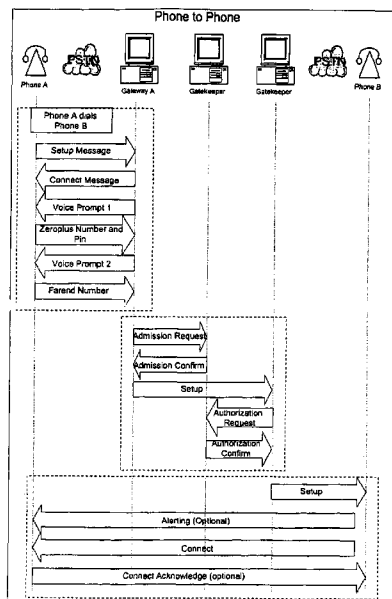 Phone to Phone
PSTN
PSTN
Phone A
Gateway A
Gatekeeper
Gatekeeper
Phone B
Phone A dials
Phone B
Setup Message
Connect Message
Voice Prompt 1
Zeroplus Number and
Pin
Voice Prompt 2
Farend Number
Admission Request
Admission Confirm
Setup
Authorization
Request
Authorization
Confirm
Setup
Alerting (Optional)
Connect
Connect Acknowledge (optional)